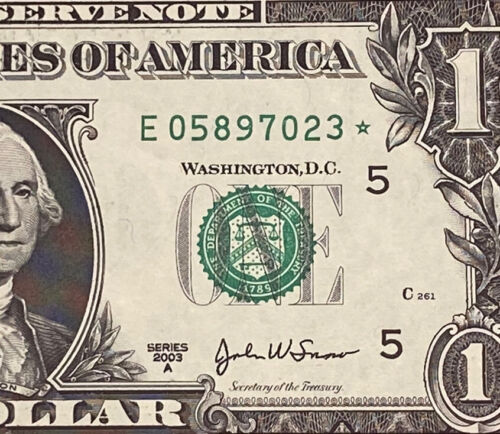 SERVE NOTE
ES OF AMERICA
1
E 05897023 ★
WASHINGTON, D.C.
5
ONE
THE DEPARTMENT OF THE TREASURY
1789
C 261
SERIES
2003
A
John W Snow
5
Secretary of the Treasury.
1
ON
OLLAR